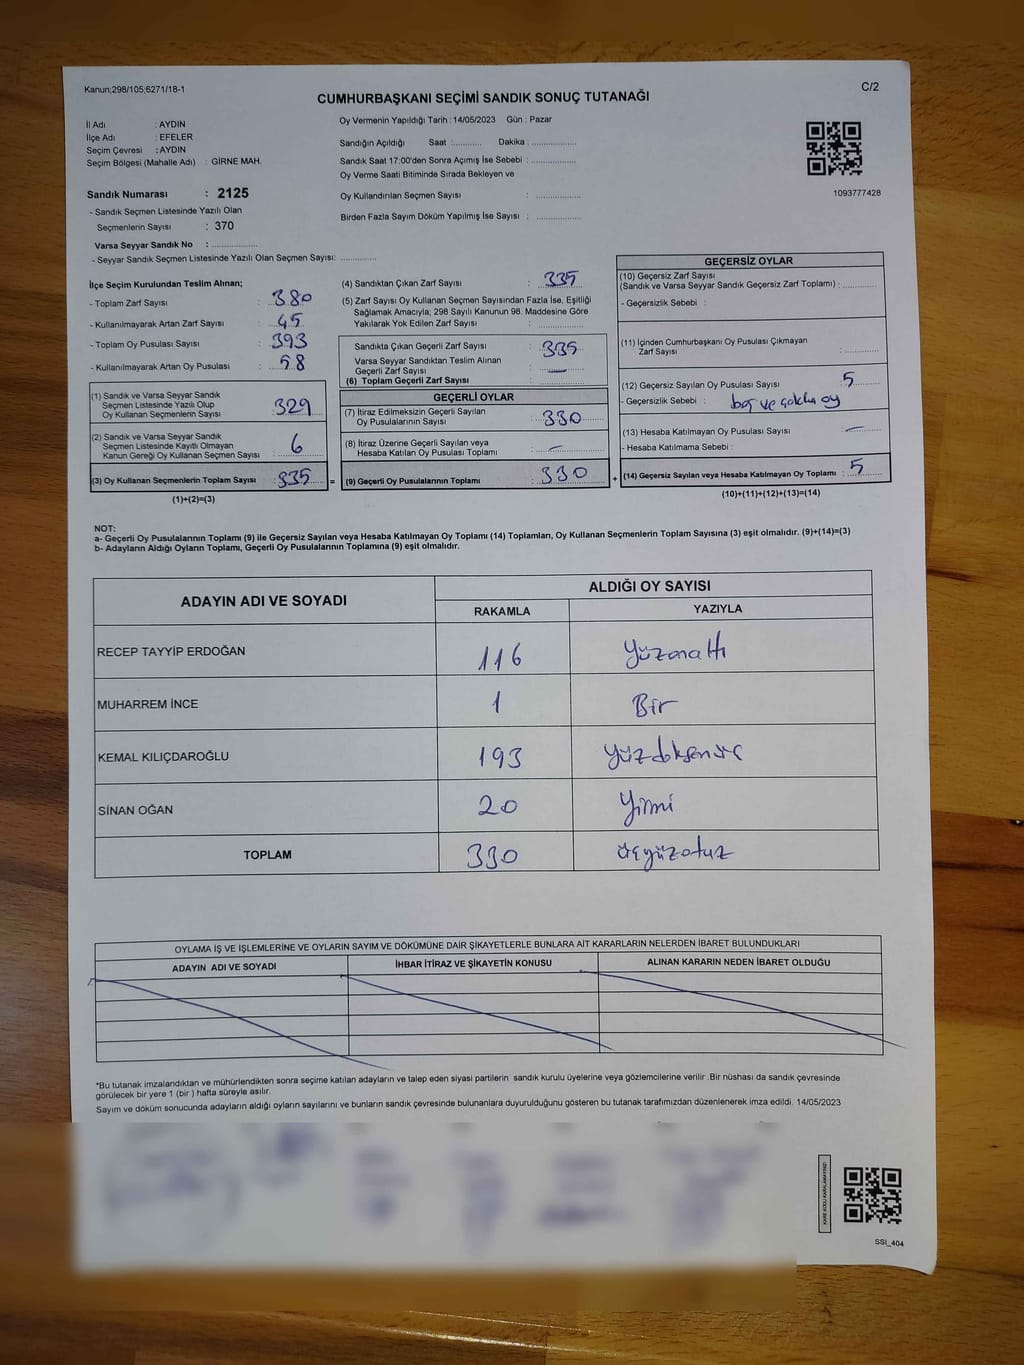 Kanun;298/105;6271/18-1
C/2
CUMHURBAŞKANI SEÇİMİ SANDIK SONUÇ TUTANAĞI
İl Adı : AYDIN
İlçe Adı : EFELER
Seçim Çevresi : AYDIN
Seçim Bölgesi (Mahalle Adı) : GİRNE MAH.
Sandık Numarası : 2125
- Sandık Seçmen Listesinde Yazılı Olan
Seçmenlerin Sayısı : 370
Varsa Seyyar Sandık No : ...............
- Seyyar Sandık Seçmen Listesinde Yazılı Olan Seçmen Sayısı: ............
Oy Vermenin Yapıldığı Tarih : 14/05/2023 Gün : Pazar
Sandığın Açıldığı Saat :.......... Dakika :...............
Sandık Saat 17:00'den Sonra Açımış İse Sebebi :...............
Oy Verme Saati Bitiminde Sırada Bekleyen ve
Oy Kullandırılan Seçmen Sayısı : ...............
Birden Fazla Sayım Döküm Yapılmış İse Sayısı : ...............
1093777428
İlçe Seçim Kurulundan Teslim Alınan;
- Toplam Zarf Sayısı : 380
- Kullanılmayarak Artan Zarf Sayısı : 45
- Toplam Oy Pusulası Sayısı : 393
- Kullanılmayarak Artan Oy Pusulası : 58
(1) Sandık ve Varsa Seyyar Sandık
Seçmen Listesinde Yazılı Olup
Oy Kullanan Seçmenlerin Sayısı : 329
(2) Sandık ve Varsa Seyyar Sandık
Seçmen Listesinde Kayıtlı Olmayan
Kanun Gereği Oy Kullanan Seçmen Sayısı : 6
(3) Oy Kullanan Seçmenlerin Toplam Sayısı : 335
(1)+(2)=(3)
(4) Sandıktan Çıkan Zarf Sayısı : 335
(5) Zarf Sayısı Oy Kullanan Seçmen Sayısından Fazla İse, Eşitliği
Sağlamak Amacıyla; 298 Sayılı Kanunun 98. Maddesine Göre
Yakılarak Yok Edilen Zarf Sayısı : ...............
Sandıkta Çıkan Geçerli Zarf Sayısı : 335
Varsa Seyyar Sandıktan Teslim Alınan
Geçerli Zarf Sayısı : —
(6) Toplam Geçerli Zarf Sayısı : ...............
GEÇERLİ OYLAR
(7) İtiraz Edilmeksizin Geçerli Sayılan
Oy Pusulalarının Sayısı : 330
(8) İtiraz Üzerine Geçerli Sayılan veya
Hesaba Katılan Oy Pusulası Toplamı : —
= (9) Geçerli Oy Pusulalarının Toplamı : 330
GEÇERSİZ OYLAR
(10) Geçersiz Zarf Sayısı
(Sandık ve Varsa Seyyar Sandık Geçersiz Zarf Toplamı) :............
- Geçersizlik Sebebi :
(11) İçinden Cumhurbaşkanı Oy Pusulası Çıkmayan
Zarf Sayısı :............
(12) Geçersiz Sayılan Oy Pusulası Sayısı : 5
- Geçersizlik Sebebi : boş ve çoklu oy
(13) Hesaba Katılmayan Oy Pusulası Sayısı : —
- Hesaba Katılmama Sebebi :
+ (14) Geçersiz Sayılan veya Hesaba Katılmayan Oy Toplamı : 5
(10)+(11)+(12)+(13)=(14)
NOT:
a- Geçerli Oy Pusulalarının Toplamı (9) ile Geçersiz Sayılan veya Hesaba Katılmayan Oy Toplamı (14) Toplamları, Oy Kullanan Seçmenlerin Toplam Sayısına (3) eşit olmalıdır. (9)+(14)=(3)
b- Adayların Aldığı Oyların Toplamı, Geçerli Oy Pusulalarının Toplamına (9) eşit olmalıdır.
ADAYIN ADI VE SOYADI
ALDIĞI OY SAYISI
RAKAMLA YAZIYLA
RECEP TAYYİP ERDOĞAN 116 Yüzonaltı
MUHARREM İNCE 1 Bir
KEMAL KILIÇDAROĞLU 193 Yüzdoksanüç
SİNAN OĞAN 20 Yirmi
TOPLAM 330 üçyüzotuz
OYLAMA İŞ VE İŞLEMLERİNE VE OYLARIN SAYIM VE DÖKÜMÜNE DAİR ŞİKAYETLERLE BUNLARA AİT KARARLARIN NELERDEN İBARET BULUNDUKLARI
ADAYIN ADI VE SOYADI İHBAR İTİRAZ VE ŞİKAYETİN KONUSU ALINAN KARARIN NEDEN İBARET OLDUĞU
*Bu tutanak imzalandıktan ve mühürlendikten sonra seçime katılan adayların ve talep eden siyasi partilerin sandık kurulu üyelerine veya gözlemcilerine verilir .Bir nüshası da sandık çevresinde
görülecek bir yere 1 (bir ) hafta süreyle asılır.
Sayım ve döküm sonucunda adayların aldığı oyların sayılarını ve bunların sandık çevresinde bulunanlara duyurulduğunu gösteren bu tutanak tarafımızdan düzenlenerek imza edildi. 14/05/2023
KARE KODU KARALAMAYINIZ!
SSI_404